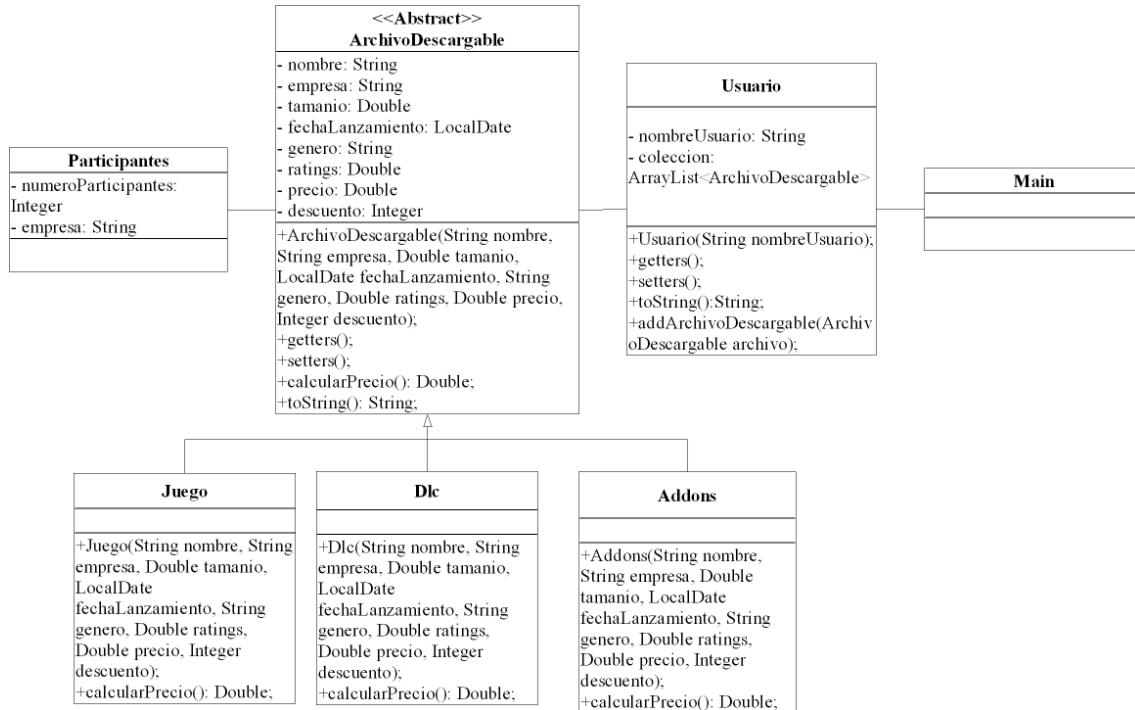 <<Abstract>>
ArchivoDescargable
- nombre: String
- empresa: String
- tamanio: Double
- fechaLanzamiento: LocalDate
- genero: String
- ratings: Double
- precio: Double
- descuento: Integer
+ArchivoDescargable(String nombre,
String empresa, Double tamanio,
LocalDate fechaLanzamiento, String
genero, Double ratings, Double precio,
Integer descuento);
+getters();
+setters();
+calcularPrecio(): Double;
+toString(): String;
Participantes
- numeroParticipantes:
Integer
- empresa: String
Usuario
- nombreUsuario: String
- coleccion:
ArrayList<ArchivoDescargable>
+Usuario(String nombreUsuario);
+getters();
+setters();
+toString():String;
+addArchivoDescargable(Archiv
oDescargable archivo);
Main
Juego
+Juego(String nombre, String
empresa, Double tamanio,
LocalDate
fechaLanzamiento, String
genero, Double ratings,
Double precio, Integer
descuento);
+calcularPrecio(): Double;
Dlc
+Dlc(String nombre, String
empresa, Double tamanio,
LocalDate
fechaLanzamiento, String
genero, Double ratings,
Double precio, Integer
descuento);
+calcularPrecio(): Double;
Addons
+Addons(String nombre,
String empresa, Double
tamanio, LocalDate
fechaLanzamiento, String
genero, Double ratings,
Double precio, Integer
descuento);
+calcularPrecio(): Double;